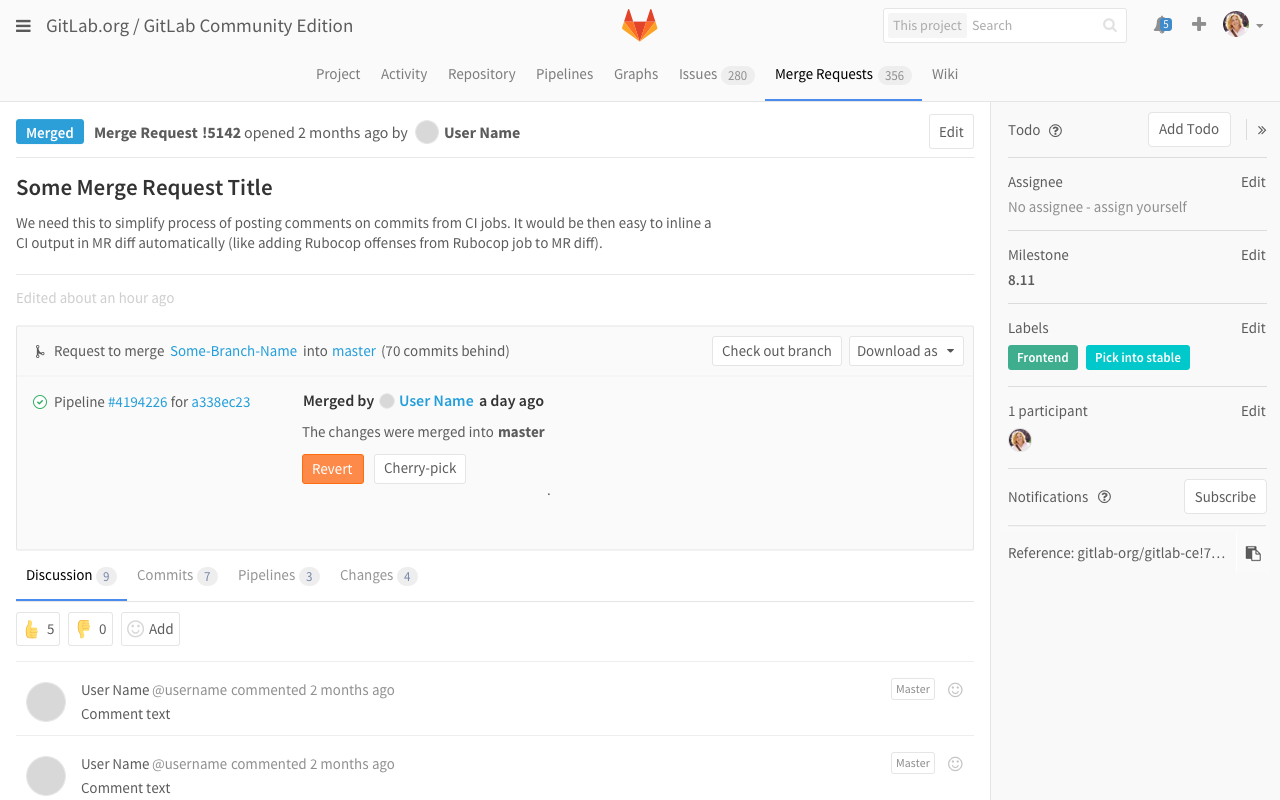 GitLab.org / GitLab Community Edition
This project Search
5
Project Activity Repository Pipelines Graphs Issues 280 Merge Requests 356 Wiki
Merged Merge Request !5142 opened 2 months ago by User Name Edit
Some Merge Request Title
We need this to simplify process of posting comments on commits from CI jobs. It would be then easy to inline a
CI output in MR diff automatically (like adding Rubocop offenses from Rubocop job to MR diff).
Edited about an hour ago
Request to merge Some-Branch-Name into master (70 commits behind) Check out branch Download as
Pipeline #4194226 for a338ec23
Merged by User Name a day ago
The changes were merged into master
Revert Cherry-pick
.
Discussion 9 Commits 7 Pipelines 3 Changes 4
5 0 Add
User Name @username commented 2 months ago Master
Comment text
User Name @username commented 2 months ago Master
Comment text
Todo Add Todo
Assignee Edit
No assignee - assign yourself
Milestone Edit
8.11
Labels Edit
Frontend Pick into stable
1 participant Edit
Notifications Subscribe
Reference: gitlab-org/gitlab-ce!7…